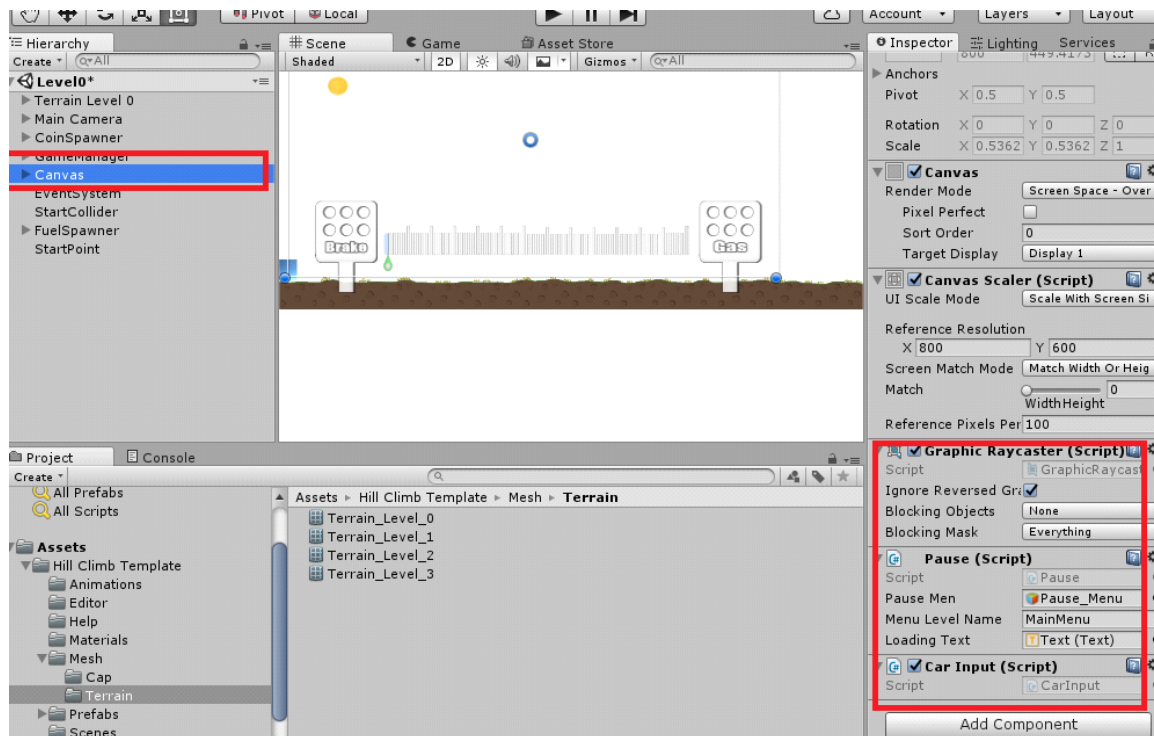 Pivot Local Account Layers Layout
Hierarchy
Create All
Level0*
Terrain Level 0
Main Camera
CoinSpawner
GameManager
Canvas
EventSystem
StartCollider
FuelSpawner
StartPoint
Scene Game Asset Store
Shaded 2D Gizmos All
Brake Gas
Inspector Lighting Services
800 449.4173 R
Anchors
Pivot X 0.5 Y 0.5
Rotation X 0 Y 0 Z 0
Scale X 0.5362 Y 0.5362 Z 1
Canvas
Render Mode Screen Space - Over
Pixel Perfect
Sort Order 0
Target Display Display 1
Canvas Scaler (Script)
UI Scale Mode Scale With Screen Si
Reference Resolution
X 800 Y 600
Screen Match Mode Match Width Or Heig
Match 0
Width Height
Reference Pixels Per 100
Graphic Raycaster (Script)
Script GraphicRaycast
Ignore Reversed Gra
Blocking Objects None
Blocking Mask Everything
Pause (Script)
Script Pause
Pause Men Pause_Menu
Menu Level Name MainMenu
Loading Text Text (Text)
Car Input (Script)
Script CarInput
Add Component
Project Console
Create
All Prefabs
All Scripts
Assets
Hill Climb Template
Animations
Editor
Help
Materials
Mesh
Cap
Terrain
Prefabs
Scenes
Assets Hill Climb Template Mesh Terrain
Terrain_Level_0
Terrain_Level_1
Terrain_Level_2
Terrain_Level_3